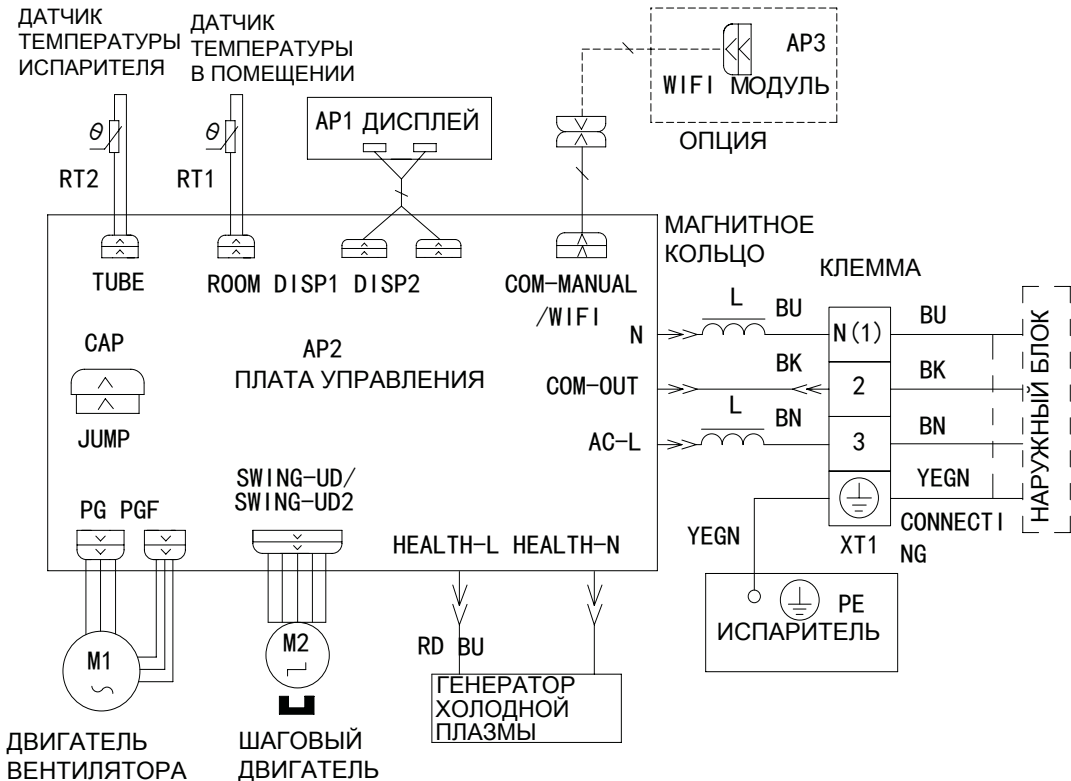 ДАТЧИК
ТЕМПЕРАТУРЫ
ИСПАРИТЕЛЯ
ДАТЧИК
ТЕМПЕРАТУРЫ
В ПОМЕЩЕНИИ
AP1 ДИСПЛЕЙ
AP3
WIFI МОДУЛЬ
ОПЦИЯ
θ
θ
RT2
RT1
МАГНИТНОЕ
КОЛЬЦО
КЛЕММА
TUBE
ROOM DISP1 DISP2
COM-MANUAL
/WIFI
L
BU
BU
N
N(1)
CAP
AP2
ПЛАТА УПРАВЛЕНИЯ
BK
BK
COM-OUT
2
JUMP
L
BN
BN
AC-L
3
НАРУЖНЫЙ БЛОК
SWING-UD/
SWING-UD2
YEGN
PG PGF
HEALTH-L HEALTH-N
YEGN
XT1
CONNECTI
NG
PE
ИСПАРИТЕЛЬ
M1
M2
RD BU
ГЕНЕРАТОР
ХОЛОДНОЙ
ПЛАЗМЫ
ДВИГАТЕЛЬ
ВЕНТИЛЯТОРА
ШАГОВЫЙ
ДВИГАТЕЛЬ